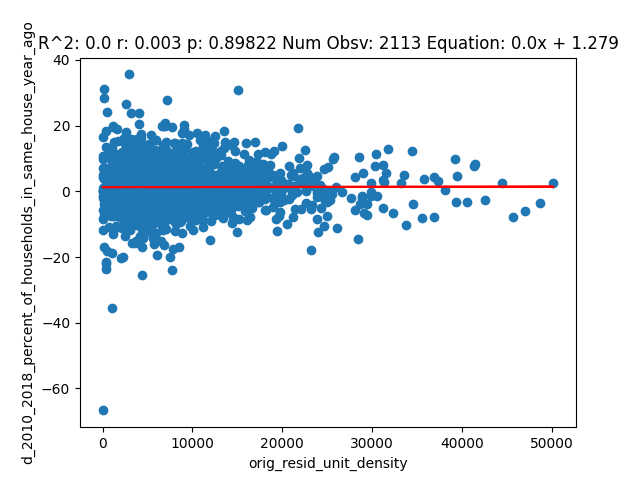 R^2: 0.0 r: 0.003 p: 0.89822 Num Obsv: 2113 Equation: 0.0x + 1.279
d_2010_2018_percent_of_households_in_same_house_year_ago
40
20
0
−20
−40
−60
0 10000 20000 30000 40000 50000
orig_resid_unit_density